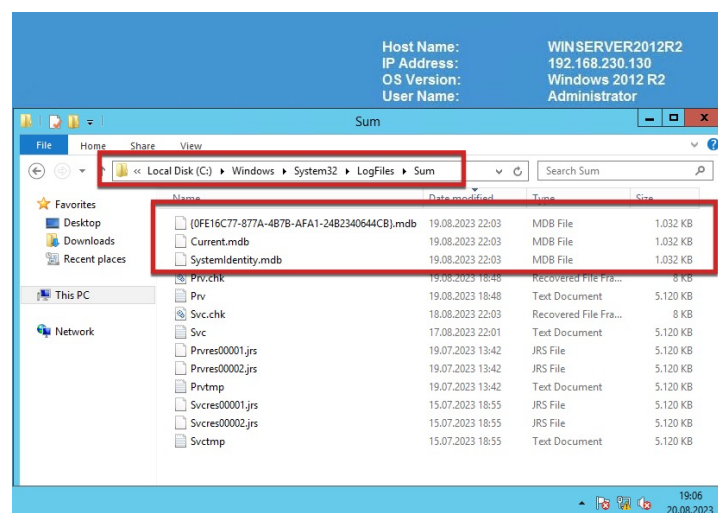 Host Name: WINSERVER2012R2
IP Address: 192.168.230.130
OS Version: Windows 2012 R2
User Name: Administrator
Sum
File Home Share View
« Local Disk (C:) ▸ Windows ▸ System32 ▸ LogFiles ▸ Sum Search Sum
Name Date modified Type Size
Favorites
Desktop
Downloads
Recent places
This PC
Network
{0FE16C77-877A-4B7B-AFA1-24B2340644CB}.mdb 19.08.2023 22:03 MDB File 1.032 KB
Current.mdb 19.08.2023 22:03 MDB File 1.032 KB
SystemIdentity.mdb 19.08.2023 22:03 MDB File 1.032 KB
Prv.chk 19.08.2023 18:48 Recovered File Fra... 8 KB
Prv 19.08.2023 18:48 Text Document 5.120 KB
Svc.chk 18.08.2023 22:03 Recovered File Fra... 8 KB
Svc 17.08.2023 22:01 Text Document 5.120 KB
Prvres00001.jrs 19.07.2023 13:42 JRS File 5.120 KB
Prvres00002.jrs 19.07.2023 13:42 JRS File 5.120 KB
Prvtmp 19.07.2023 13:42 Text Document 5.120 KB
Svcres00001.jrs 15.07.2023 18:55 JRS File 5.120 KB
Svcres00002.jrs 15.07.2023 18:55 JRS File 5.120 KB
Svctmp 15.07.2023 18:55 Text Document 5.120 KB
19:06
20.08.2023